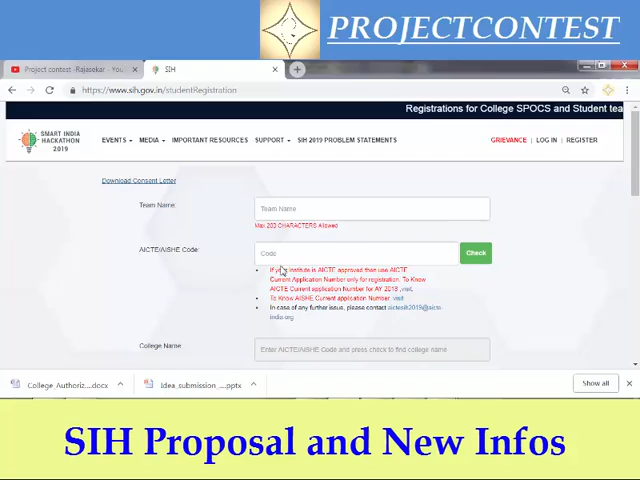 PROJECTCONTEST
Project contest -Rajasekar - You
SIH
https://www.sih.gov.in/studentRegistration
Registrations for College SPOCS and Student tea
SMART INDIA
HACKATHON
2019
EVENTS
MEDIA
IMPORTANT RESOURCES
SUPPORT
SIH 2019 PROBLEM STATEMENTS
GRIEVANCE
LOG IN
REGISTER
Download Consent Letter
Team Name:
Team Name
Max 200 CHARACTERS Allowed
AICTE/AISHE Code:
Code
Check
If your Institute is AICTE approved then use AICTE
Current Application Number only for registration. To Know
AICTE Current application Number for AY 2018 ,visit.
To Know AISHE Current application Number visit
In case of any further issue, please contact aictesih2019@aicte-
india.org
College Name
Enter AICTE/AISHE Code and press check to find college name
College_Authoriz....docx
Idea_submission_....pptx
Show all
SIH Proposal and New Infos